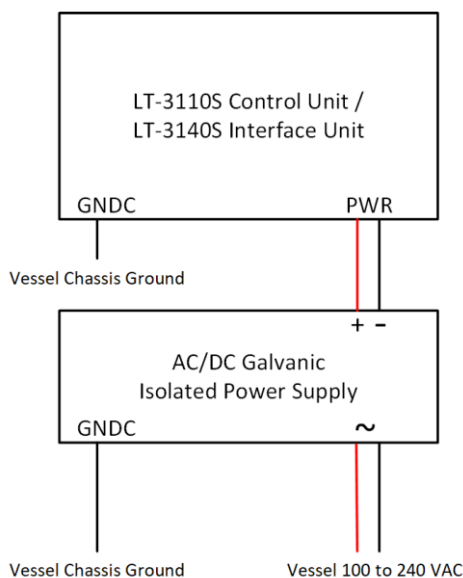 LT-3110S Control Unit /
LT-3140S Interface Unit
GNDC PWR
Vessel Chassis Ground
+ –
AC/DC Galvanic
Isolated Power Supply
GNDC ~
Vessel Chassis Ground Vessel 100 to 240 VAC